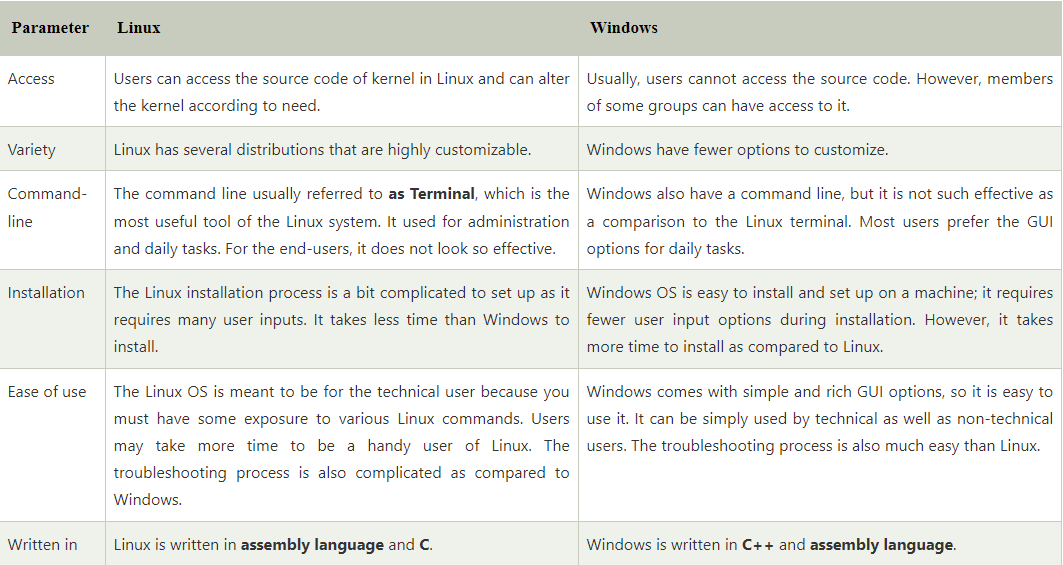 Parameter Linux Windows
Access
Users can access the source code of kernel in Linux and can alter
the kernel according to need.
Usually, users cannot access the source code. However, members
of some groups can have access to it.
Variety
Linux has several distributions that are highly customizable.
Windows have fewer options to customize.
Command-
line
The command line usually referred to as Terminal, which is the
most useful tool of the Linux system. It used for administration
and daily tasks. For the end-users, it does not look so effective.
Windows also have a command line, but it is not such effective as
a comparison to the Linux terminal. Most users prefer the GUI
options for daily tasks.
Installation
The Linux installation process is a bit complicated to set up as it
requires many user inputs. It takes less time than Windows to
install.
Windows OS is easy to install and set up on a machine; it requires
fewer user input options during installation. However, it takes
more time to install as compared to Linux.
Ease of use
The Linux OS is meant to be for the technical user because you
must have some exposure to various Linux commands. Users
may take more time to be a handy user of Linux. The
troubleshooting process is also complicated as compared to
Windows.
Windows comes with simple and rich GUI options, so it is easy to
use it. It can be simply used by technical as well as non-technical
users. The troubleshooting process is also much easy than Linux.
Written in
Linux is written in assembly language and C.
Windows is written in C++ and assembly language.